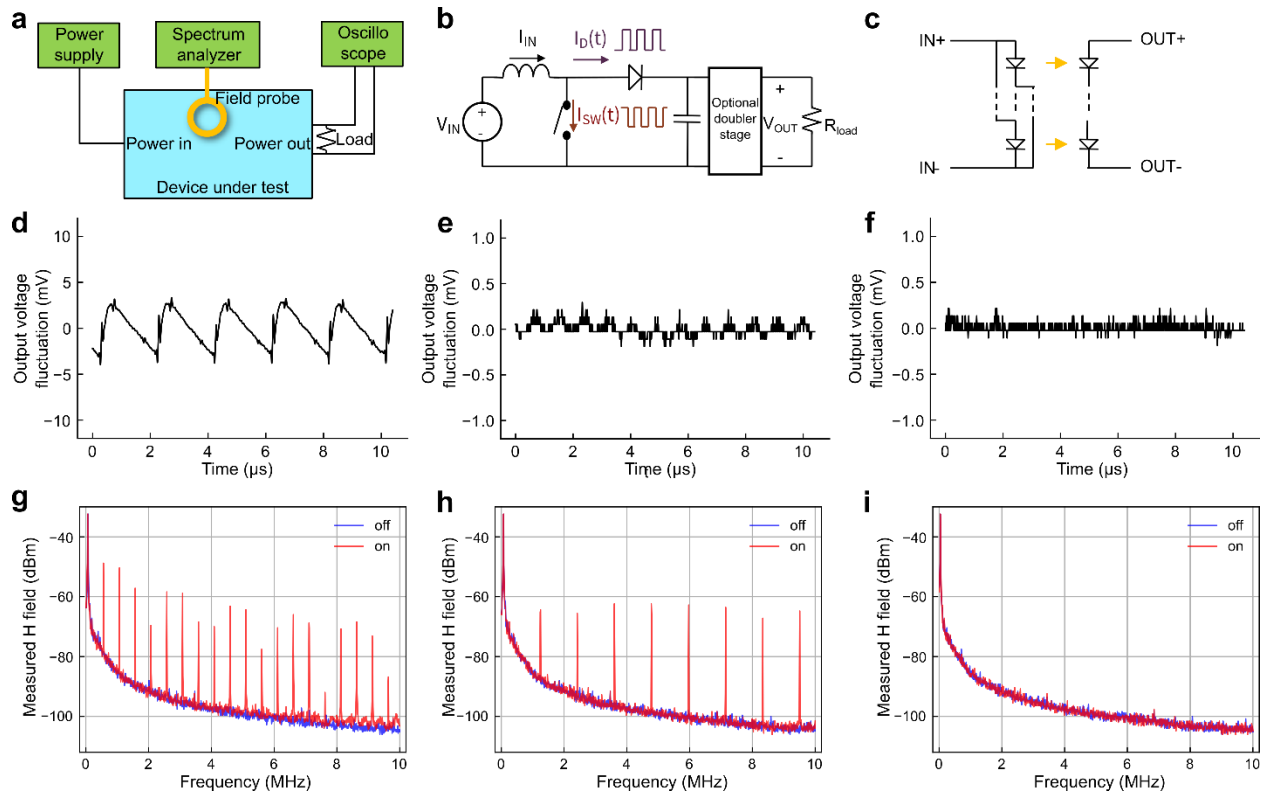 a
Power
supply
Spectrum
analyzer
Oscillo
scope
Field probe
Power in
Power out
Load
Device under test
b
I_IN
I_D(t)
I_SW(t)
V_IN
+
-
Optional
doubler
stage
+
V_OUT
-
R_load
c
IN+
OUT+
IN-
OUT-
d
Output voltage
fluctuation (mV)
10
5
0
−5
−10
0 2 4 6 8 10
Time (µs)
e
Output voltage
fluctuation (mV)
1.0
0.5
0.0
−0.5
−1.0
0 2 4 6 8 10
Time (µs)
f
Output voltage
fluctuation (mV)
1.0
0.5
0.0
−0.5
−1.0
0 2 4 6 8 10
Time (µs)
g
Measured H field (dBm)
−40
−60
−80
−100
off
on
0 2 4 6 8 10
Frequency (MHz)
h
Measured H field (dBm)
−40
−60
−80
−100
off
on
0 2 4 6 8 10
Frequency (MHz)
i
Measured H field (dBm)
−40
−60
−80
−100
off
on
0 2 4 6 8 10
Frequency (MHz)